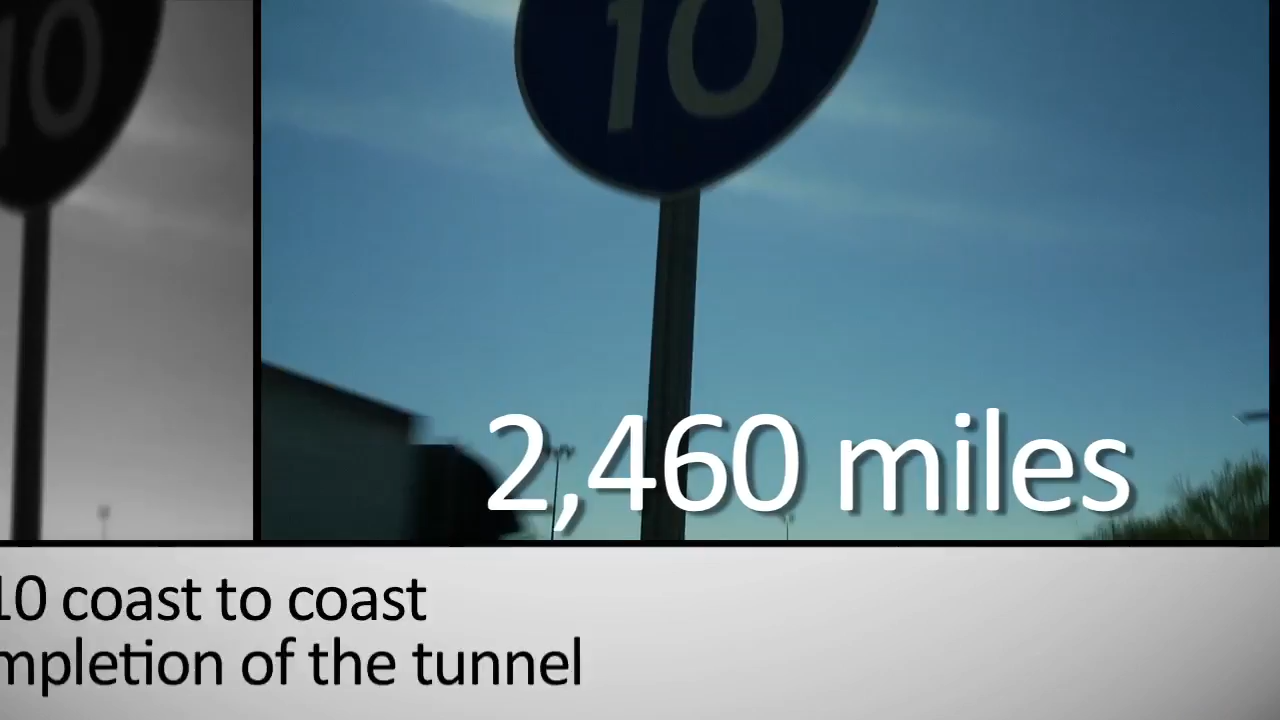 10
10
2,460 miles
10 coast to coast
mpletion of the tunnel